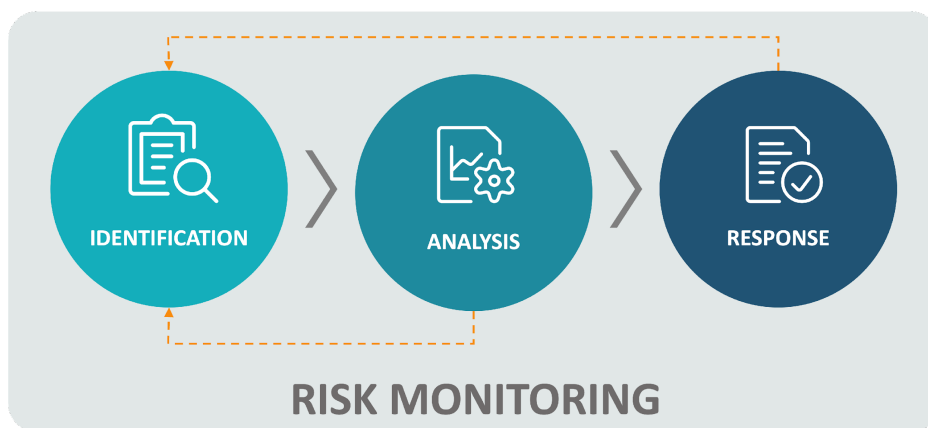 IDENTIFICATION
ANALYSIS
RESPONSE
RISK MONITORING